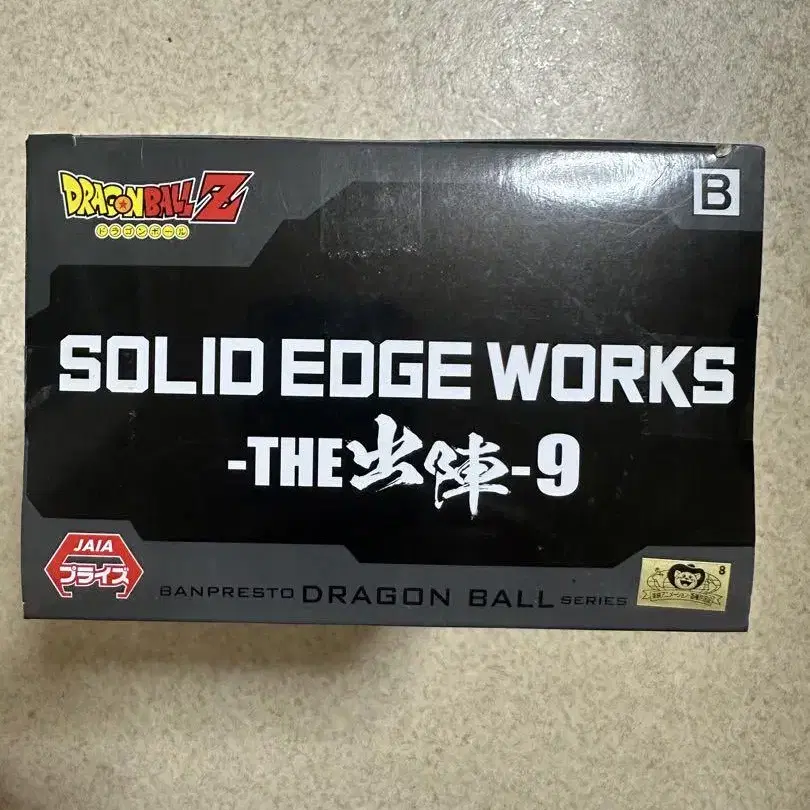 DRAGON BALL Z
ドラゴンボール
B
SOLID EDGE WORKS
-THE出陣-9
JAIA
プライズ
BANPRESTO DRAGON BALL SERIES
8